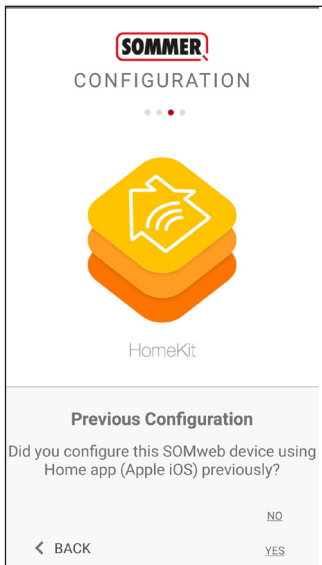 SOMMER
CONFIGURATION
HomeKit
Previous Configuration
Did you configure this SOMweb device using
Home app (Apple iOS) previously?
NO
BACK
YES